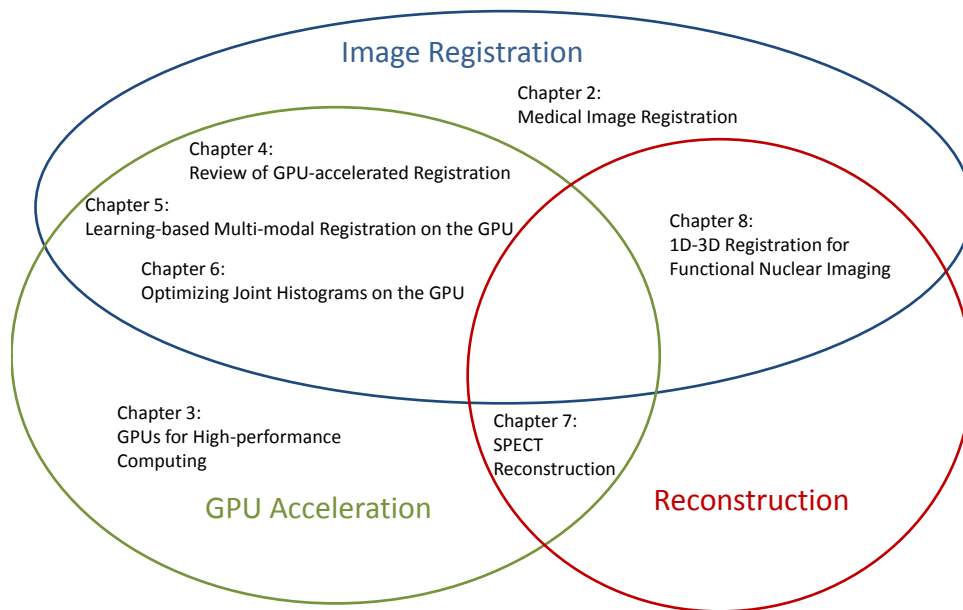 Image Registration
Chapter 2:
Medical Image Registration
Chapter 4:
Review of GPU-accelerated Registration
Chapter 5:
Learning-based Multi-modal Registration on the GPU
Chapter 8:
1D-3D Registration for
Functional Nuclear Imaging
Chapter 6:
Optimizing Joint Histograms on the GPU
Chapter 3:
GPUs for High-performance
Computing
Chapter 7:
SPECT
Reconstruction
GPU Acceleration
Reconstruction